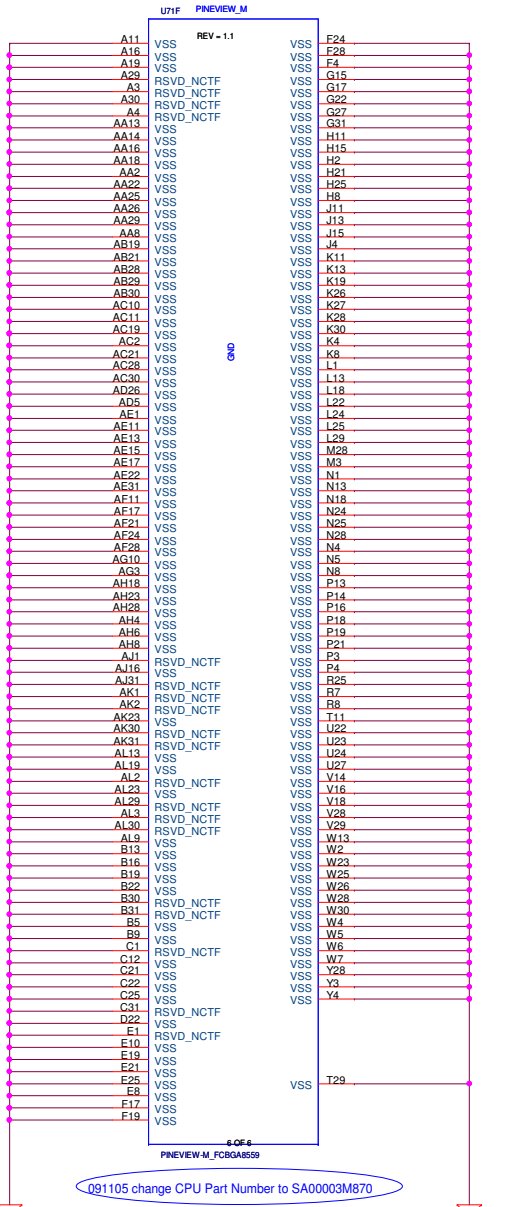 U71F PINEVIEW_M
REV = 1.1
A11 VSS VSS F24
A16 VSS VSS F28
A19 VSS VSS F4
A29 RSVD_NCTF VSS G15
A3 RSVD_NCTF VSS G17
A30 RSVD_NCTF VSS G22
A4 RSVD_NCTF VSS G27
AA13 VSS VSS G31
AA14 VSS VSS H11
AA16 VSS VSS H15
AA18 VSS VSS H2
AA2 VSS VSS H21
AA22 VSS VSS H25
AA25 VSS VSS H8
AA26 VSS VSS J11
AA29 VSS VSS J13
AA8 VSS VSS J15
AB19 VSS VSS J4
AB21 VSS VSS K11
AB28 VSS VSS K13
AB29 VSS VSS K19
AB30 VSS VSS K26
AC10 VSS VSS K27
AC11 VSS VSS K28
AC19 VSS VSS K30
AC2 VSS GND VSS K4
AC21 VSS VSS K8
AC28 VSS VSS L1
AC30 VSS VSS L13
AD26 VSS VSS L18
AD5 VSS VSS L22
AE1 VSS VSS L24
AE11 VSS VSS L25
AE13 VSS VSS L29
AE15 VSS VSS M28
AE17 VSS VSS M3
AE22 VSS VSS N1
AE31 VSS VSS N13
AF11 VSS VSS N18
AF17 VSS VSS N24
AF21 VSS VSS N25
AF24 VSS VSS N28
AF28 VSS VSS N4
AG10 VSS VSS N5
AG3 VSS VSS N8
AH18 VSS VSS P13
AH23 VSS VSS P14
AH28 VSS VSS P16
AH4 VSS VSS P18
AH6 VSS VSS P19
AH8 VSS VSS P21
AJ1 RSVD_NCTF VSS P3
AJ16 VSS VSS P4
AJ31 RSVD_NCTF VSS R25
AK1 RSVD_NCTF VSS R7
AK2 RSVD_NCTF VSS R8
AK23 VSS VSS T11
AK30 RSVD_NCTF VSS U22
AK31 RSVD_NCTF VSS U23
AL13 VSS VSS U24
AL19 VSS VSS U27
AL2 RSVD_NCTF VSS V14
AL23 VSS VSS V16
AL29 RSVD_NCTF VSS V18
AL3 RSVD_NCTF VSS V28
AL30 RSVD_NCTF VSS V29
AL9 VSS VSS W13
B13 VSS VSS W2
B16 VSS VSS W23
B19 VSS VSS W25
B22 VSS VSS W26
B30 RSVD_NCTF VSS W28
B31 RSVD_NCTF VSS W30
B5 VSS VSS W4
B9 VSS VSS W5
C1 RSVD_NCTF VSS W6
C12 VSS VSS W7
C21 VSS VSS Y28
C22 VSS VSS Y3
C25 VSS VSS Y4
C31 RSVD_NCTF
D22 VSS
E1 RSVD_NCTF
E10 VSS
E19 VSS
E21 VSS
E25 VSS VSS T29
E8 VSS
F17 VSS
F19 VSS
6 OF 6
PINEVIEW-M_FCBGA8559
091105 change CPU Part Number to SA00003M870